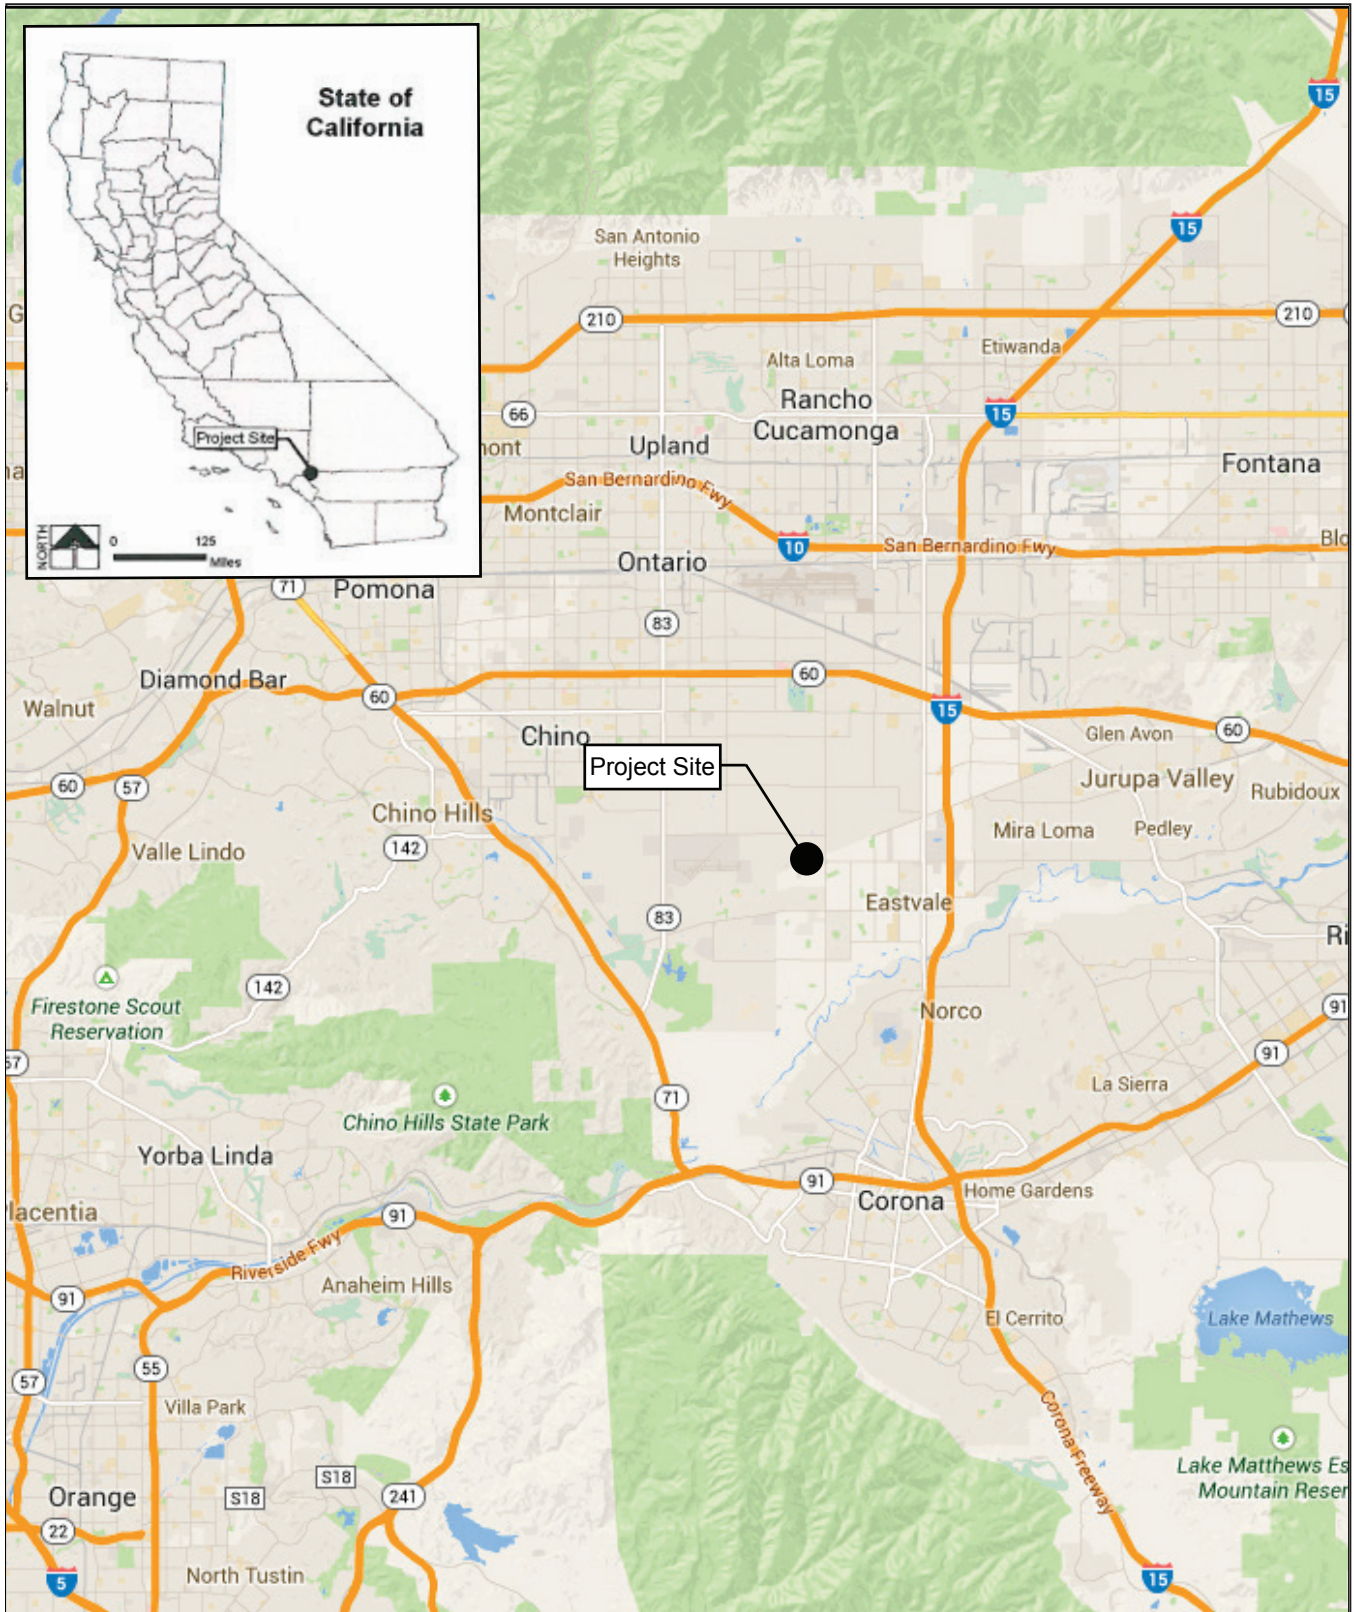 State of
California
Project Site
NORTH
0
125
Miles
15
15
San Antonio
Heights
210
210
Etiwanda
Alta Loma
Rancho
Cucamonga
15
66
mont
Upland
Fontana
San Bernardino Fwy
Montclair
10
San Bernardino Fwy
Blo
Ontario
71
Pomona
83
Diamond Bar
60
60
15
Walnut
Chino
Glen Avon
60
Project Site
Jurupa Valley
Rubidoux
60
57
Chino Hills
Mira Loma
Pedley
142
Valle Lindo
Eastvale
83
Ri
142
Firestone Scout
Reservation
Norco
91
57
91
La Sierra
71
Chino Hills State Park
Yorba Linda
91
Corona
Home Gardens
lacentia
91
Riverside Fwy
Anaheim Hills
91
El Cerrito
Lake Mathews
55
57
Villa Park
Corona Freeway
Lake Matthews Es
Mountain Reser
S18
S18
Orange
241
22
North Tustin
5
15